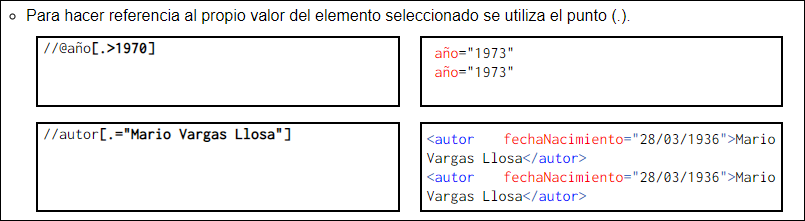 Para hacer referencia al propio valor del elemento seleccionado se utiliza el punto (.).
//@año[.>1970]
año="1973"
año="1973"
//autor[.="Mario Vargas Llosa"]
<autor fechaNacimiento="28/03/1936">Mario
Vargas Llosa</autor>
<autor fechaNacimiento="28/03/1936">Mario
Vargas Llosa</autor>